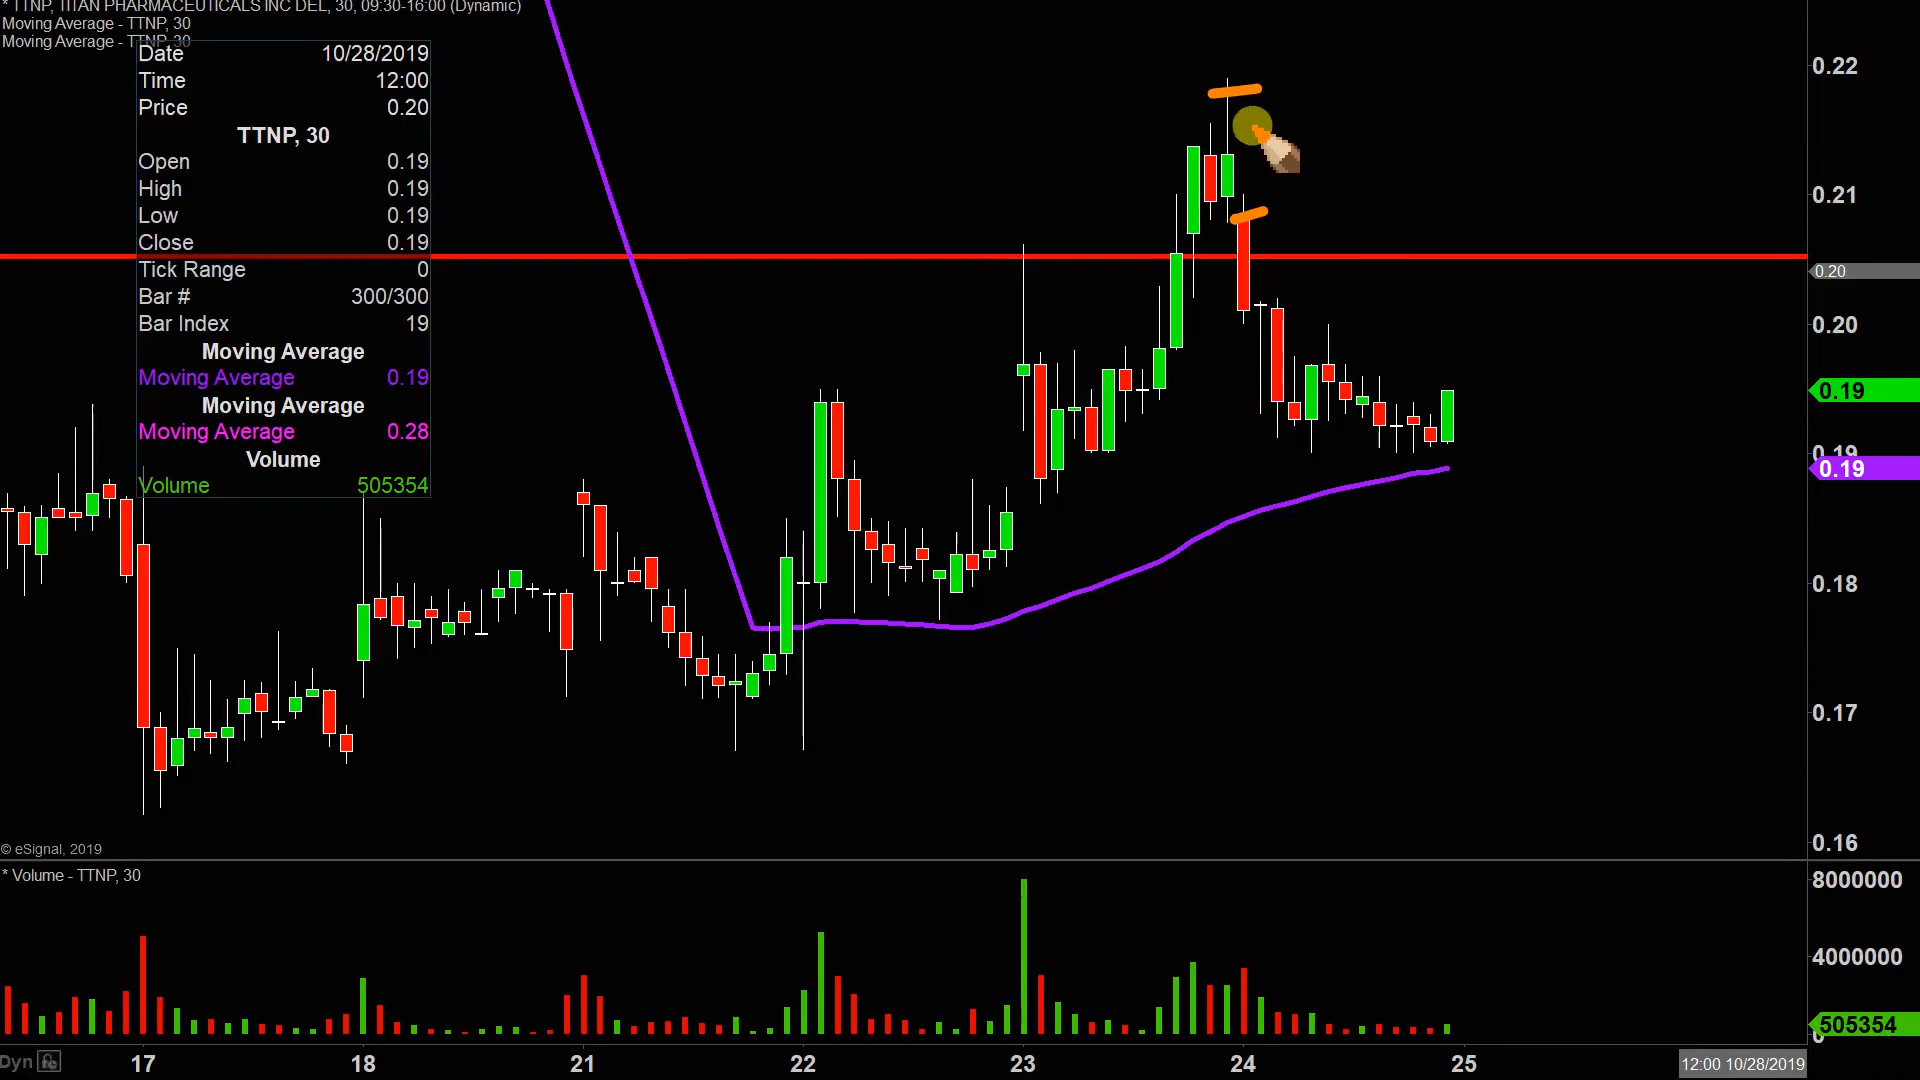 * TTNP, TITAN PHARMACEUTICALS INC DEL, 30, 09:30-16:00 (Dynamic)
Moving Average - TTNP, 30
Moving Average - TTNP, 30
Date 10/28/2019
Time 12:00
Price 0.20
TTNP, 30
Open 0.19
High 0.19
Low 0.19
Close 0.19
Tick Range 0
Bar # 300/300
Bar Index 19
Moving Average
Moving Average 0.19
Moving Average
Moving Average 0.28
Volume
Volume 505354
0.22
0.21
0.20
0.20
0.19
0.19
0.19
0.18
0.17
0.16
© eSignal, 2019
* Volume - TTNP, 30
8000000
4000000
505354
0
Dyn
17 18 21 22 23 24 25
12:00 10/28/2019